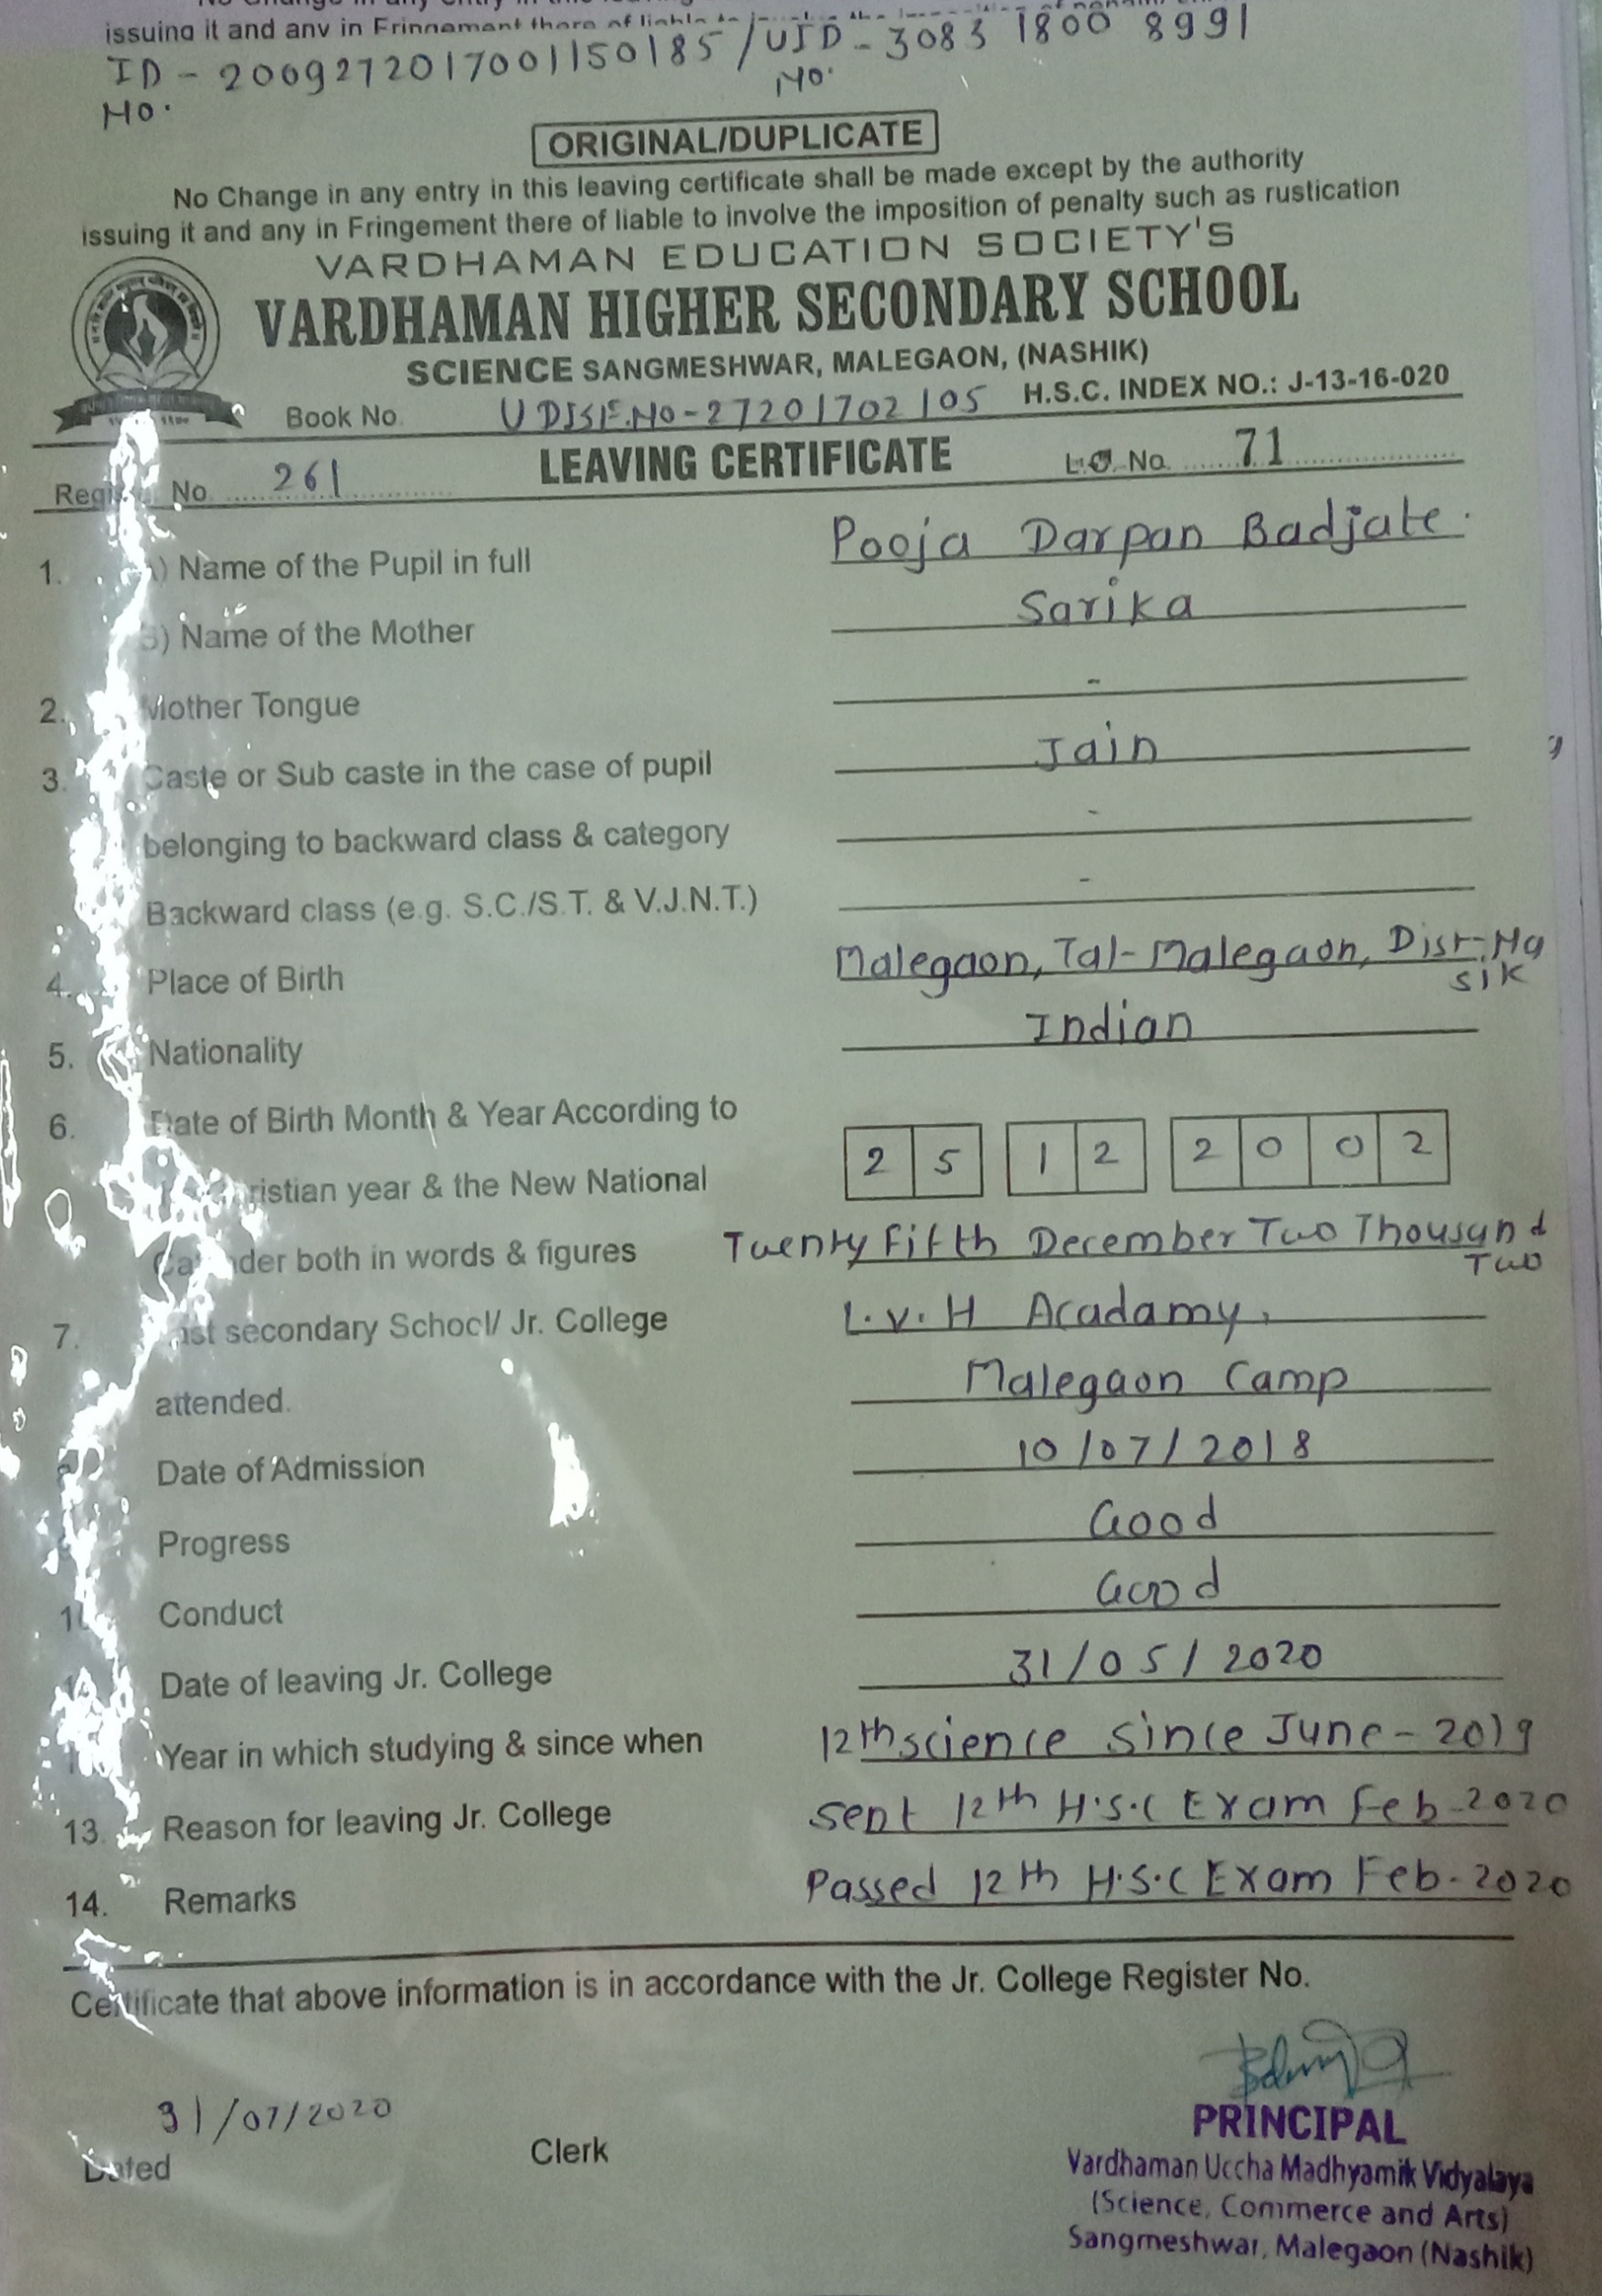 issuing it and any in Fringement there of liable to
ID - 2009272017001150185 / UID - 3083 1800 8991
No. No.
ORIGINAL/DUPLICATE
No Change in any entry in this leaving certificate shall be made except by the authority
issuing it and any in Fringement there of liable to involve the imposition of penalty such as rustication
VARDHAMAN EDUCATION SOCIETY'S
VARDHAMAN HIGHER SECONDARY SCHOOL
SCIENCE SANGMESHWAR, MALEGAON, (NASHIK)
Book No. UDISE.No-27201702105 H.S.C. INDEX NO.: J-13-16-020
No. 261 LEAVING CERTIFICATE L.C. No. 71
1. A) Name of the Pupil in full Pooja Darpan Badjate.
B) Name of the Mother Sarika
2. Mother Tongue -
3. Caste or Sub caste in the case of pupil Jain
belonging to backward class & category -
Backward class (e.g. S.C./S.T. & V.J.N.T.) -
4. Place of Birth Malegaon, Tal-Malegaon, Dist-Na
sik
5. Nationality Indian
6. Date of Birth Month & Year According to
25 12 2002
ristian year & the New National
Calender both in words & figures Twenty Fifth December Two Thousand
Two
7. Last secondary School/ Jr. College L.V.H Acadamy,
attended. Malegaon Camp
Date of Admission 10/07/2018
Progress Good
Conduct Good
Date of leaving Jr. College 31/05/2020
Year in which studying & since when 12th science Since June-2019
13. Reason for leaving Jr. College Sent 12th H.S.C Exam Feb-2020
14. Remarks Passed 12th H.S.C Exam Feb-2020
Certificate that above information is in accordance with the Jr. College Register No.
31/07/2020
Dated Clerk
PRINCIPAL
Vardhaman Uccha Madhyamik Vidyalaya
(Science, Commerce and Arts)
Sangmeshwar, Malegaon (Nashik)